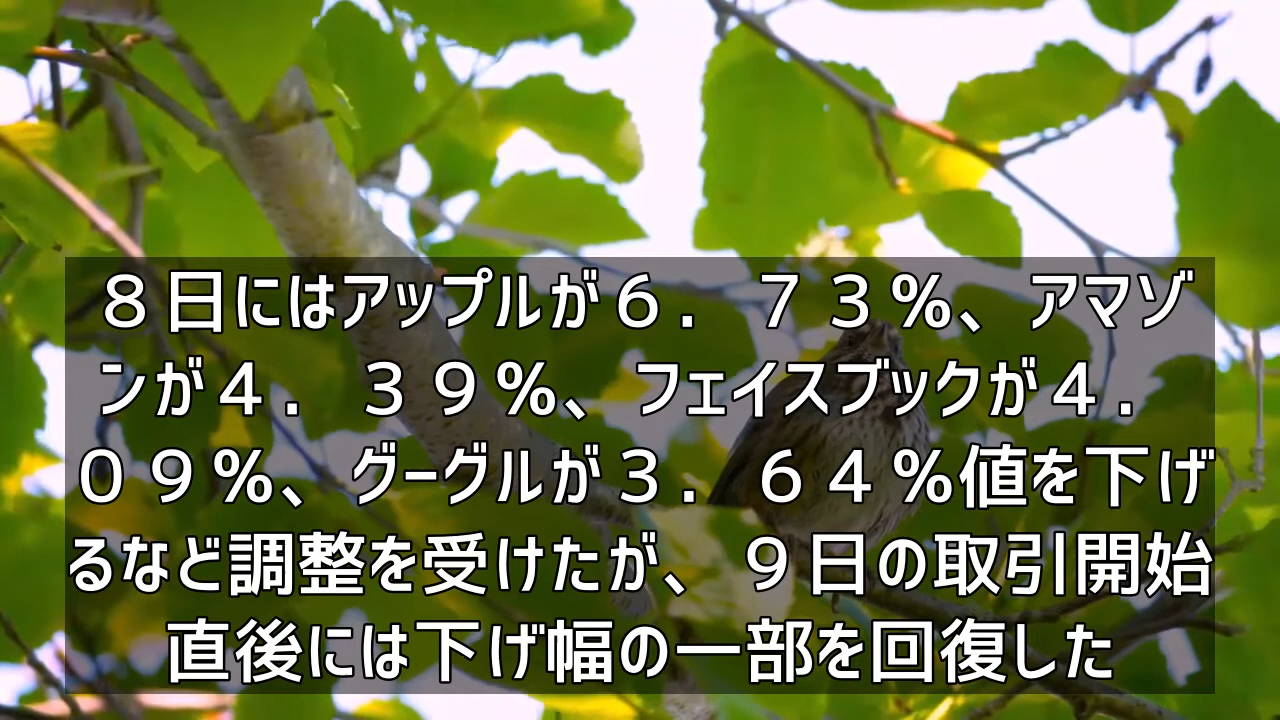 ８日にはアップルが６．７３％、アマゾ
ンが４．３９％、フェイスブックが４．
０９％、グーグルが３．６４％値を下げ
るなど調整を受けたが、９日の取引開始
直後には下げ幅の一部を回復した